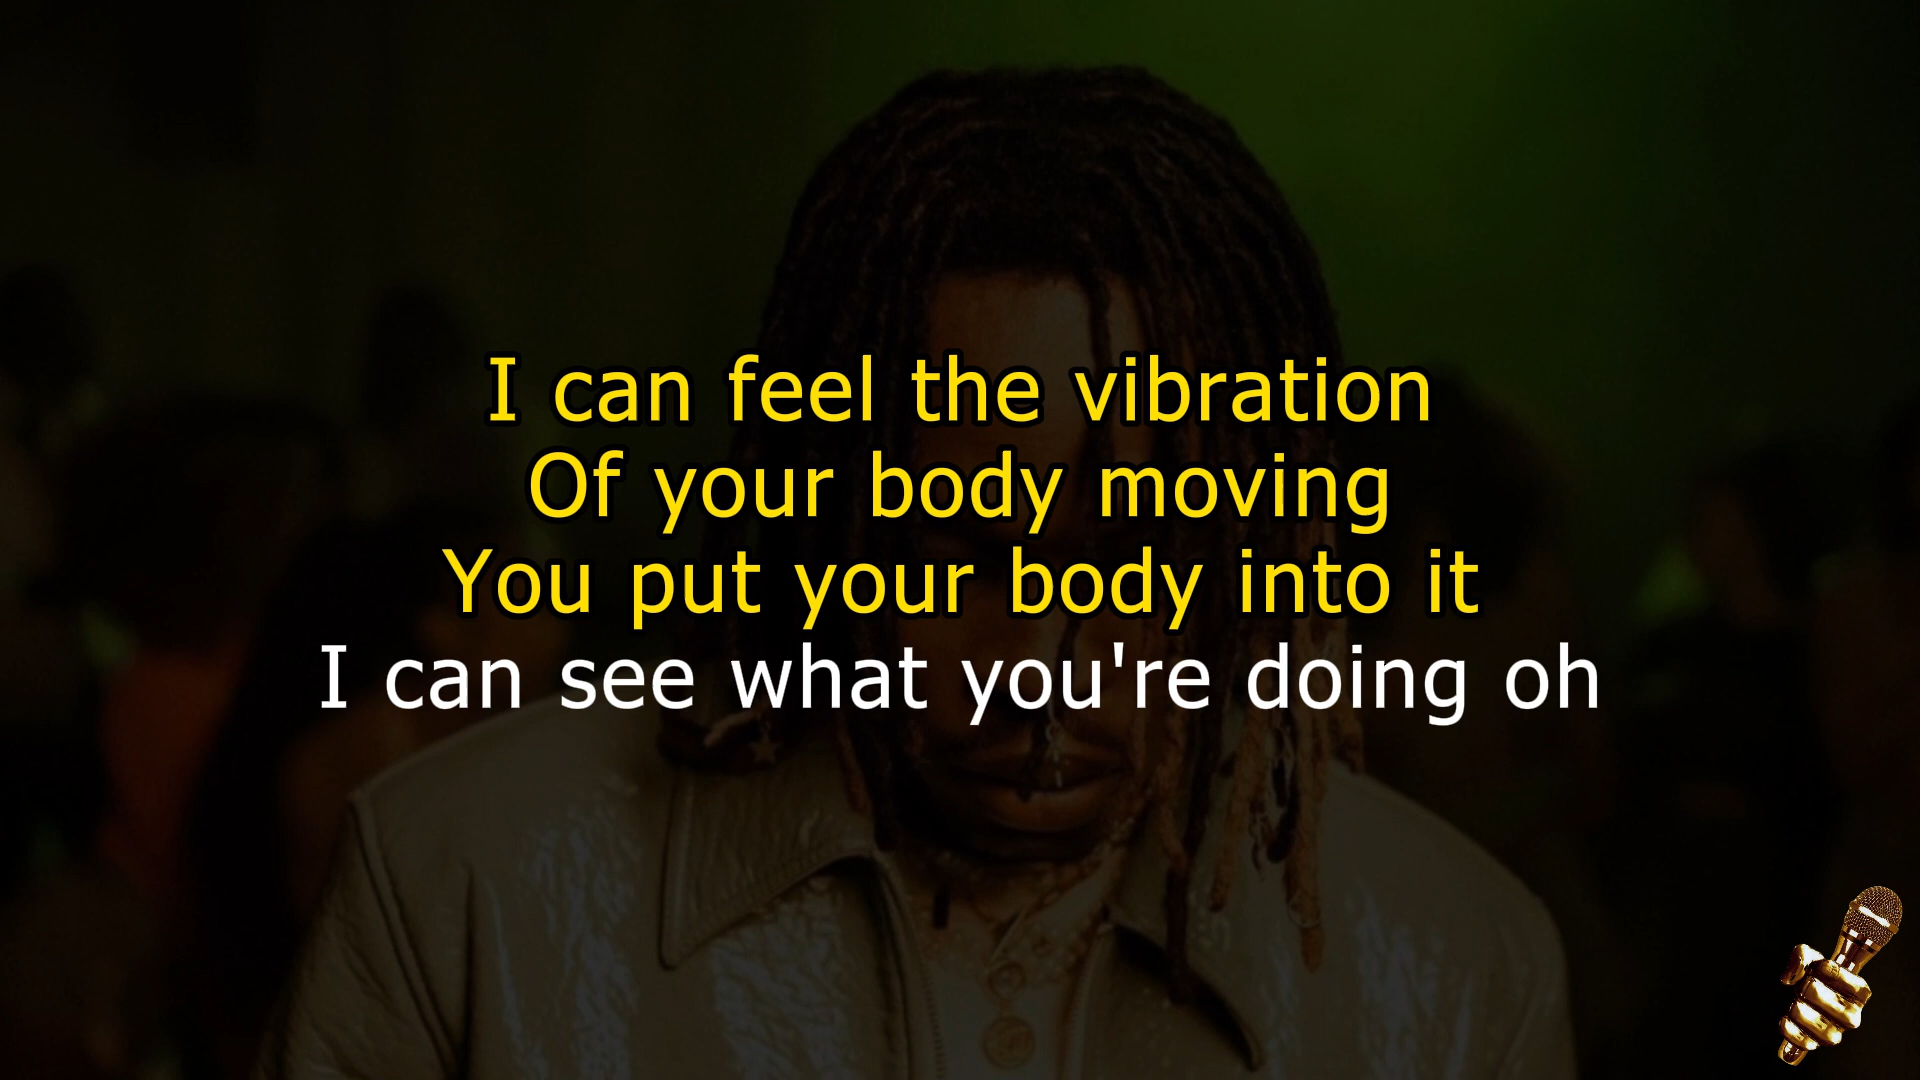 I can feel the vibration
Of your body moving
You put your body into it
I can see what you're doing oh